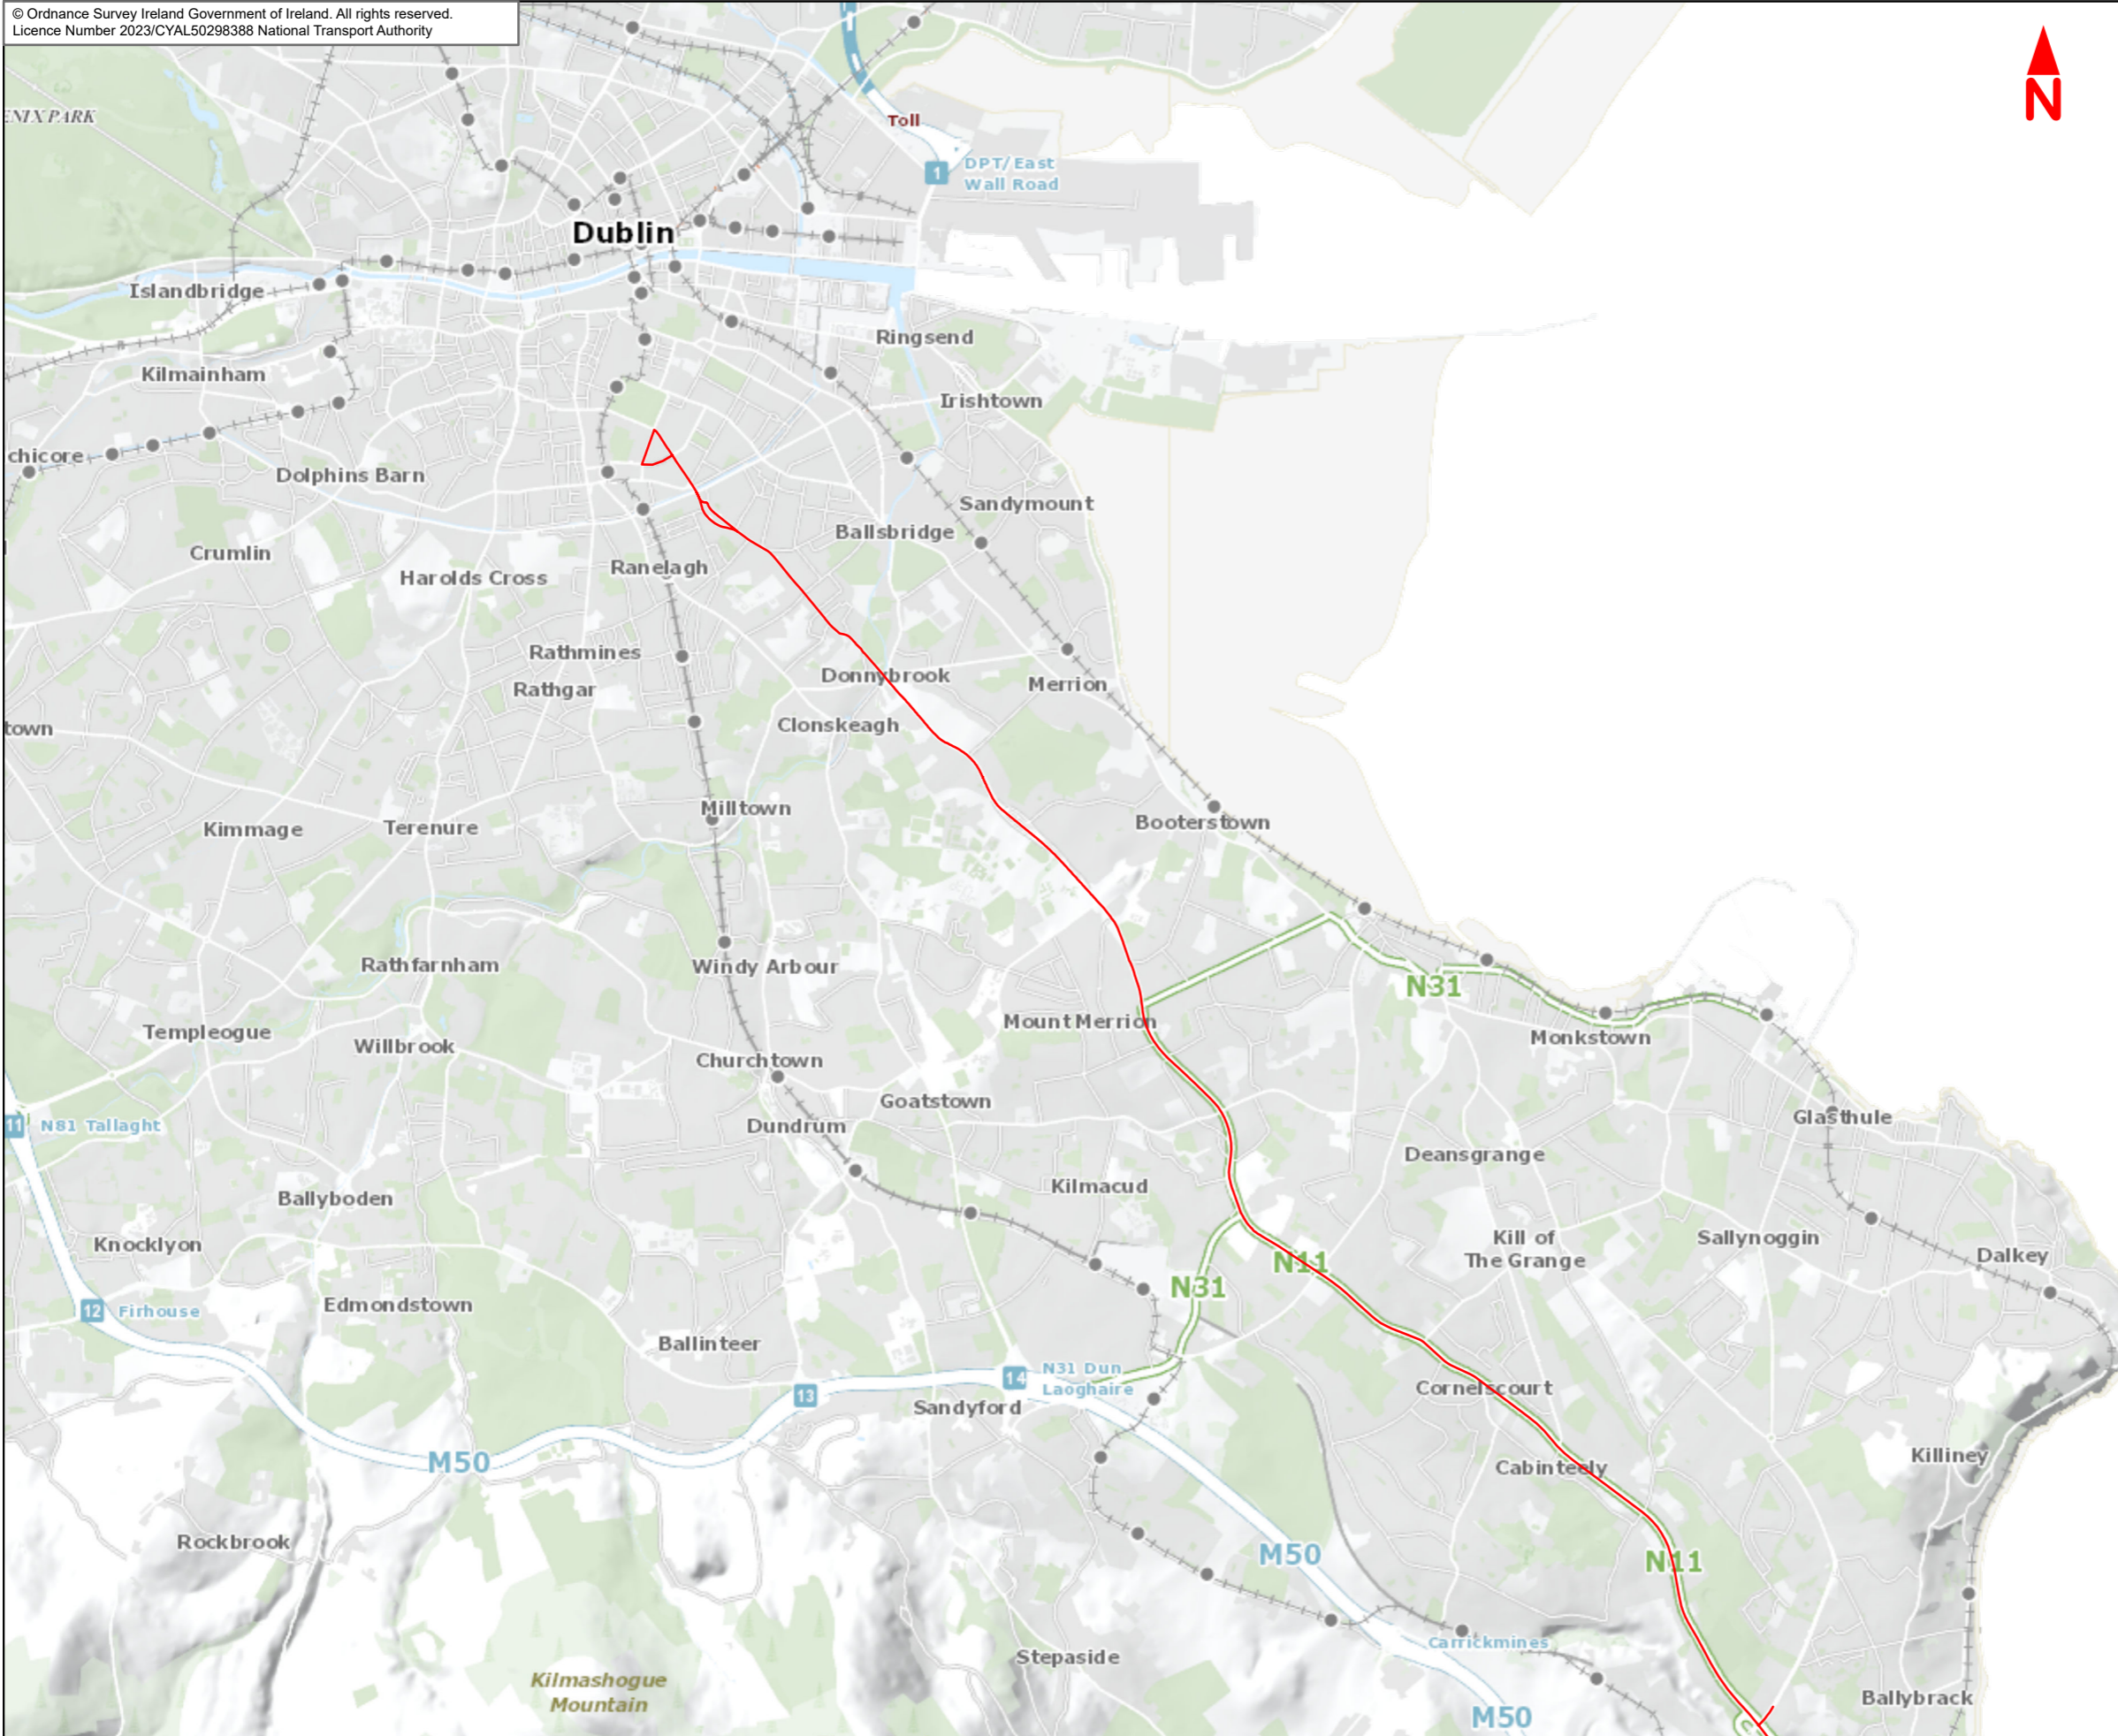 © Ordnance Survey Ireland Government of Ireland. All rights reserved.
Licence Number 2023/CYAL50298388 National Transport Authority
N
ENIX PARK
Toll
1
DPT/East
Wall Road
Dublin
Islandbridge
Ringsend
Kilmainham
Irishtown
chicore
Dolphins Barn
Sandymount
Ballsbridge
Crumlin
Ranelagh
Harolds Cross
Rathmines
Donnybrook
Merrion
Rathgar
town
Clonskeagh
Milltown
Booterstown
Kimmage
Terenure
Rathfarnham
Windy Arbour
N31
Mount Merrion
Templeogue
Monkstown
Willbrook
Churchtown
Goatstown
Glasthule
11
N81 Tallaght
Dundrum
Deansgrange
Kilmacud
Ballyboden
Knocklyon
Kill of
The Grange
Sallynoggin
Dalkey
N11
N31
12
Firhouse
Edmondstown
Ballinteer
14
N31 Dun
Laoghaire
13
Cornelscourt
Sandyford
M50
Killiney
Cabinteely
Rockbrook
M50
N11
Carrickmines
Stepaside
Kilmashogue
Mountain
Ballybrack
M50